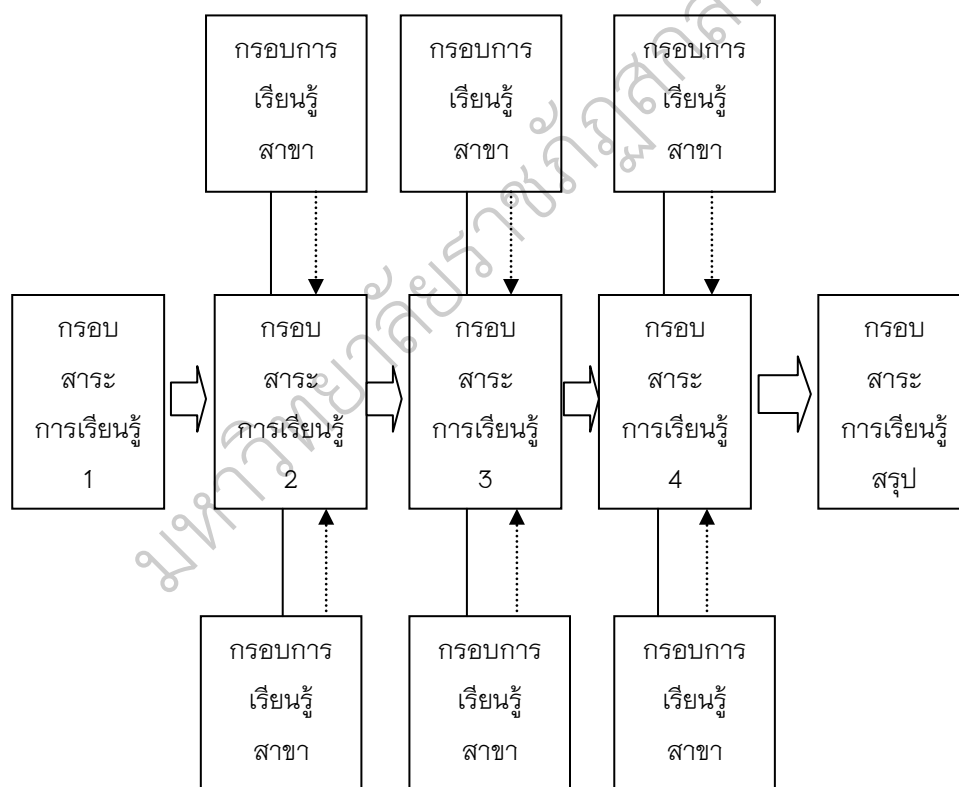 กรอบการ
เรียนรู้
สาขา
กรอบการ
เรียนรู้
สาขา
กรอบการ
เรียนรู้
สาขา
กรอบ
สาระ
การเรียนรู้
1
กรอบ
สาระ
การเรียนรู้
2
กรอบ
สาระ
การเรียนรู้
3
กรอบ
สาระ
การเรียนรู้
4
กรอบ
สาระ
การเรียนรู้
สรุป
กรอบการ
เรียนรู้
สาขา
กรอบการ
เรียนรู้
สาขา
กรอบการ
เรียนรู้
สาขา